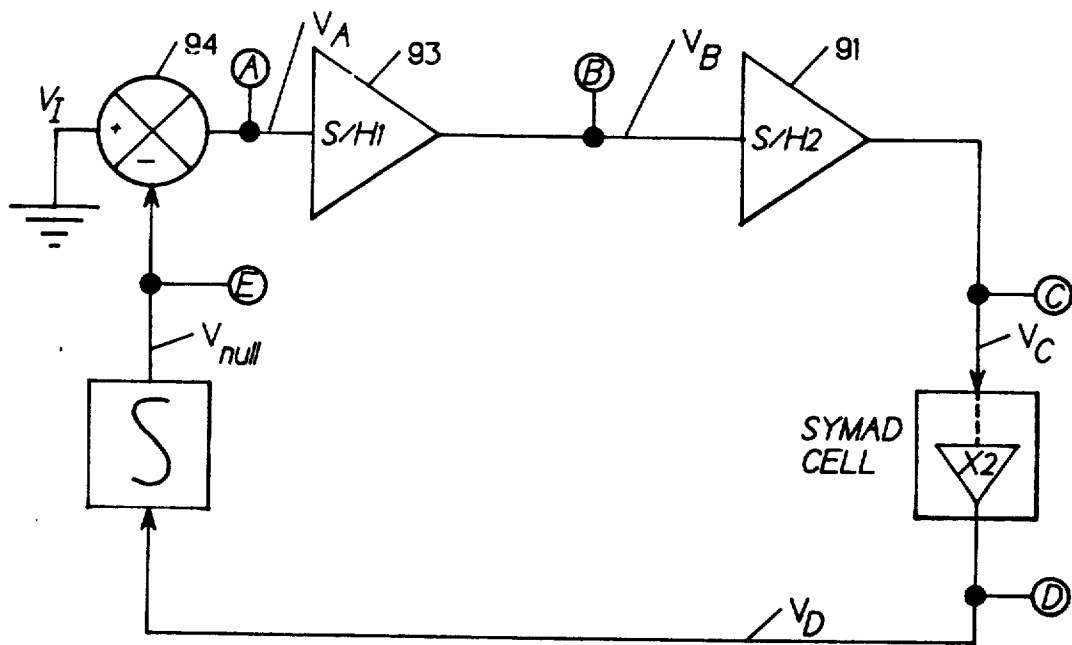 94
V_A
A
93
B
V_B
91
V_I
+
−
S/H1
S/H2
E
C
V_null
V_C
SYMAD
CELL
X2
∫
D
V_D